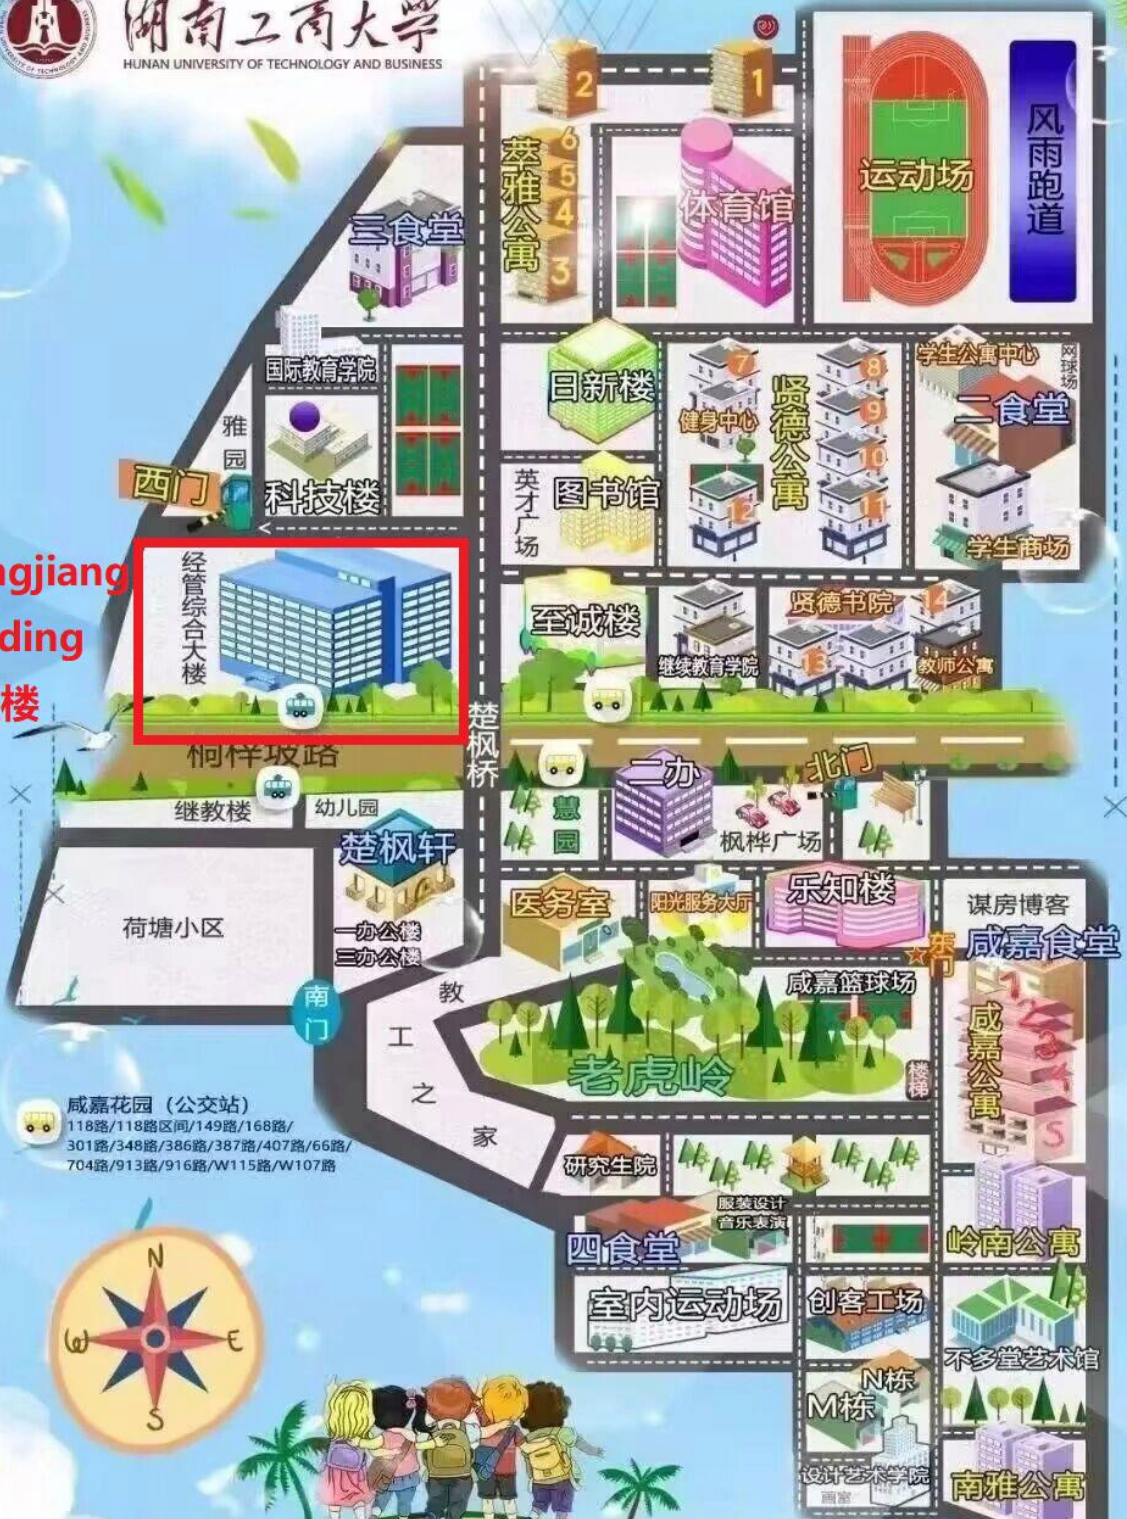 湖南工商大学
HUNAN UNIVERSITY OF TECHNOLOGY AND BUSINESS
2
1
萃雅公寓
6
5
4
3
体育馆
运动场
风雨跑道
三食堂
国际教育学院
雅园
西门
科技楼
日新楼
7
健身中心
12
贤德公寓
8
9
10
11
学生公寓中心
网球场
二食堂
学生商场
英才广场
图书馆
ngjiang
ding
楼
经管综合大楼
至诚楼
继续教育学院
贤德书院
13
14
教师公寓
桐梓坡路
楚枫桥
继教楼
幼儿园
慧园
二办
枫桦广场
北门
楚枫轩
一办公楼
三办公楼
荷塘小区
南门
医务室
阳光服务大厅
乐知楼
东门
谋房博客
咸嘉食堂
咸嘉篮球场
老虎岭
楼梯
咸嘉公寓
1
2
3
4
5
教工之家
咸嘉花园（公交站）
118路/118路区间/149路/168路/
301路/348路/386路/387路/407路/66路/
704路/913路/916路/W115路/W107路
研究生院
四食堂
服装设计
音乐表演
岭南公寓
室内运动场
创客工场
不多堂艺术馆
N栋
M栋
设计艺术学院
画室
南雅公寓
N
W
E
S